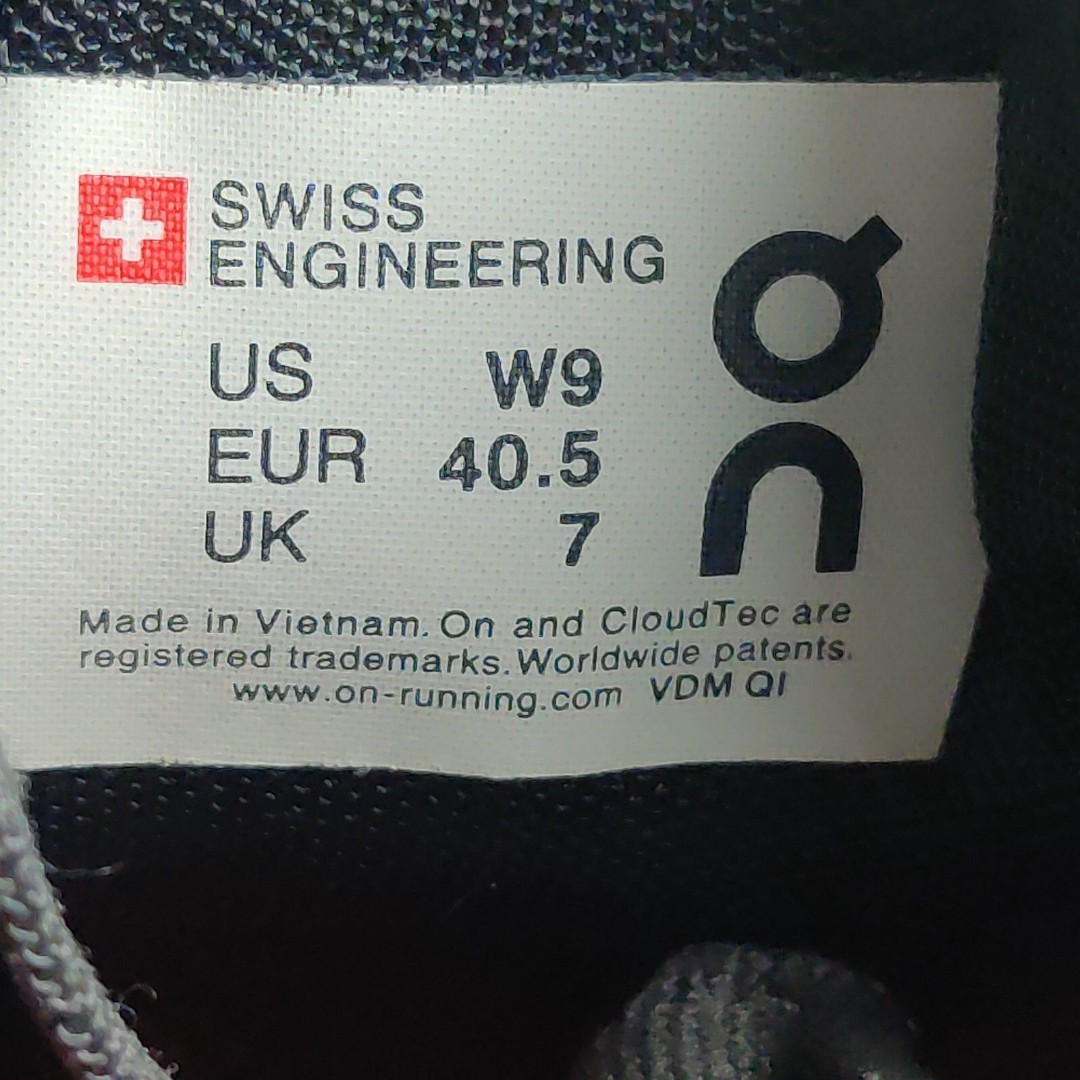 SWISS
ENGINEERING
US W9
EUR 40.5
UK 7
On
Made in Vietnam. On and CloudTec are
registered trademarks. Worldwide patents.
www.on-running.com VDM QI